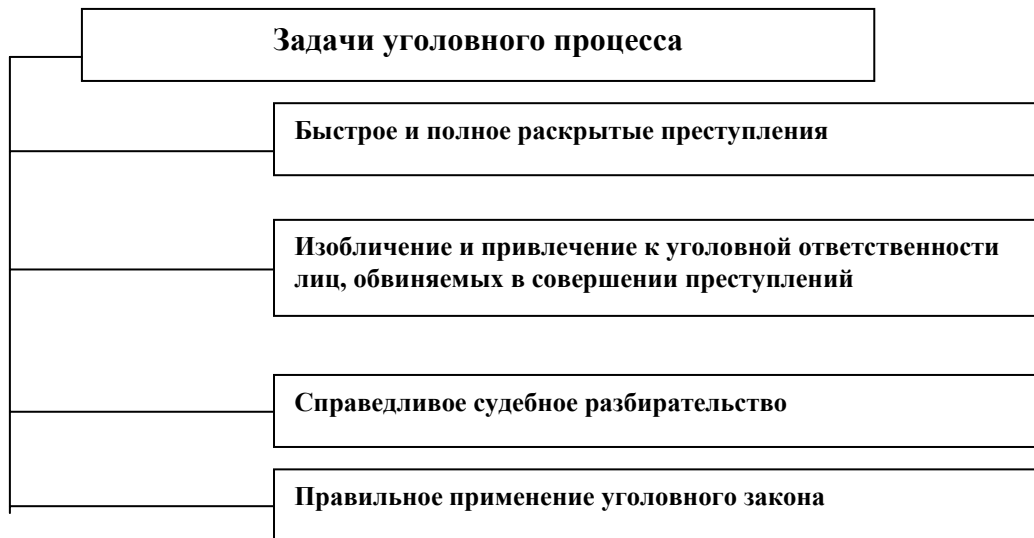 Задачи уголовного процесса
Быстрое и полное раскрытые преступления
Изобличение и привлечение к уголовной ответственности
лиц, обвиняемых в совершении преступлений
Справедливое судебное разбирательство
Правильное применение уголовного закона